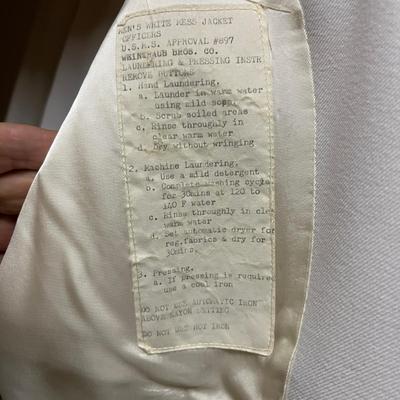 MEN'S WHITE MESS JACKET
OFFICERS
U.S.M.S. APPROVAL #897
WEINTRAUB BROS. CO.
LAUNDERING & PRESSING INSTR
REMOVE BUTTONS
1. Hand Laundering.
a. Launder in warm water
using mild soap.
b. Scrub soiled areas
c. Rinse throughly in
clear warm water
d. Dry without wringing
2. Machine Laundering.
a. Use a mild detergent
b. Complete washing cycle
for 30mins at 120 to
140 F water
c. Rinse throughly in cle
warm water
d. Set automatic dryer for
reg.fabrics & dry for
30mins.
3. Pressing.
a. If pressing is require
use a cool iron
DO NOT USE AUTOMATIC IRON
ABOVE RAYON SETTING
DO NOT USE HOT IRON